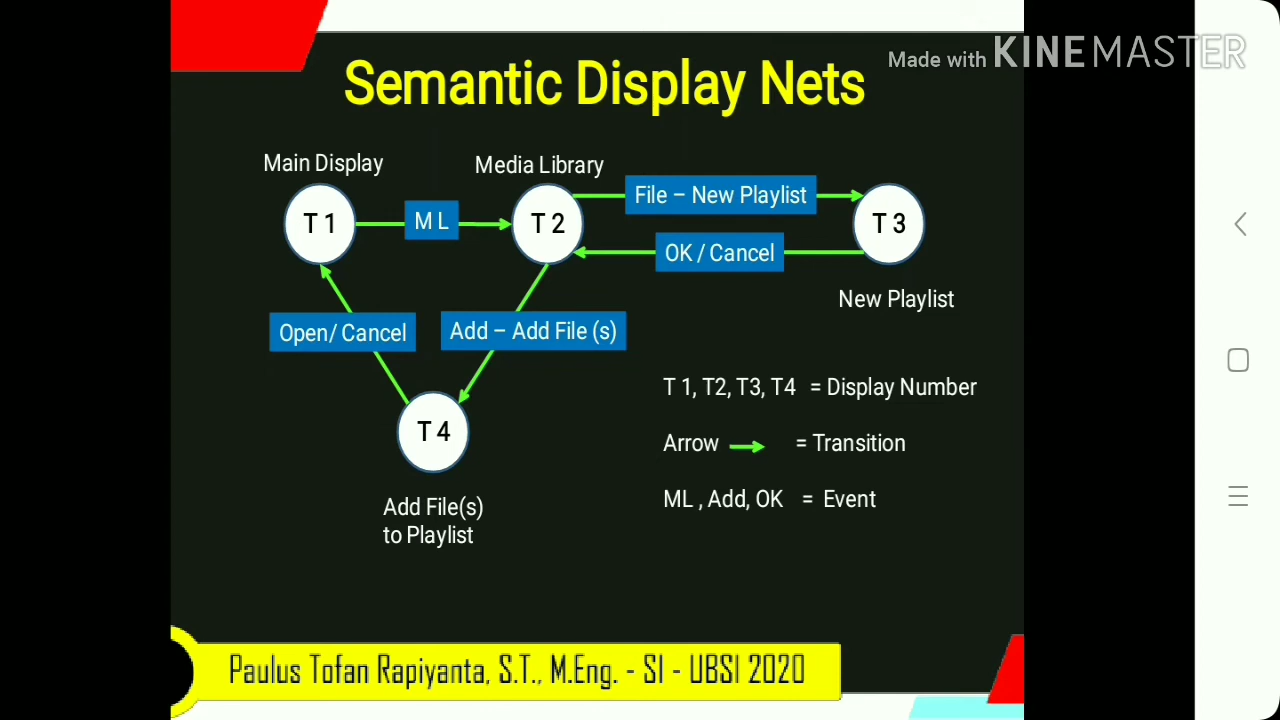 Made with KINEMASTER
Semantic Display Nets
Main Display
Media Library
T 1
M L
T 2
File – New Playlist
OK / Cancel
T 3
New Playlist
Open/ Cancel
Add – Add File (s)
T 4
Add File(s)
to Playlist
T 1, T2, T3, T4 = Display Number
Arrow = Transition
ML , Add, OK = Event
Paulus Tofan Rapiyanta, S.T., M.Eng. - SI - UBSI 2020